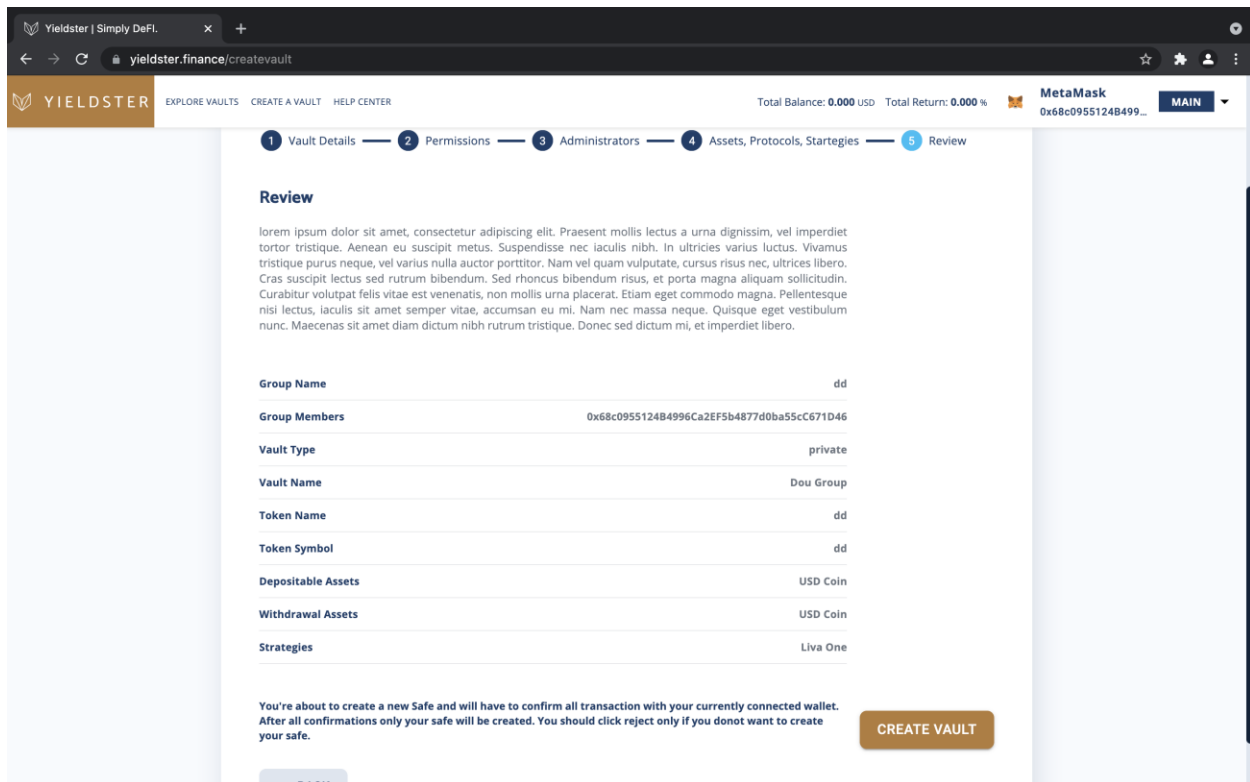 Yieldster | Simply DeFI.
yieldster.finance/createvault
YIELDSTER EXPLORE VAULTS CREATE A VAULT HELP CENTER Total Balance: 0.000 USD Total Return: 0.000 % MetaMask MAIN
0x68c0955124B499...
1 Vault Details 2 Permissions 3 Administrators 4 Assets, Protocols, Startegies 5 Review
Review
lorem ipsum dolor sit amet, consectetur adipiscing elit. Praesent mollis lectus a urna dignissim, vel imperdiet
tortor tristique. Aenean eu suscipit metus. Suspendisse nec iaculis nibh. In ultricies varius luctus. Vivamus
tristique purus neque, vel varius nulla auctor porttitor. Nam vel quam vulputate, cursus risus nec, ultrices libero.
Cras suscipit lectus sed rutrum bibendum. Sed rhoncus bibendum risus, et porta magna aliquam sollicitudin.
Curabitur volutpat felis vitae est venenatis, non mollis urna placerat. Etiam eget commodo magna. Pellentesque
nisi lectus, iaculis sit amet semper vitae, accumsan eu mi. Nam nec massa neque. Quisque eget vestibulum
nunc. Maecenas sit amet diam dictum nibh rutrum tristique. Donec sed dictum mi, et imperdiet libero.
Group Name dd
Group Members 0x68c0955124B4996Ca2EF5b4877d0ba55cC671D46
Vault Type private
Vault Name Dou Group
Token Name dd
Token Symbol dd
Depositable Assets USD Coin
Withdrawal Assets USD Coin
Strategies Liva One
You're about to create a new Safe and will have to confirm all transaction with your currently connected wallet.
After all confirmations only your safe will be created. You should click reject only if you donot want to create
your safe.
CREATE VAULT